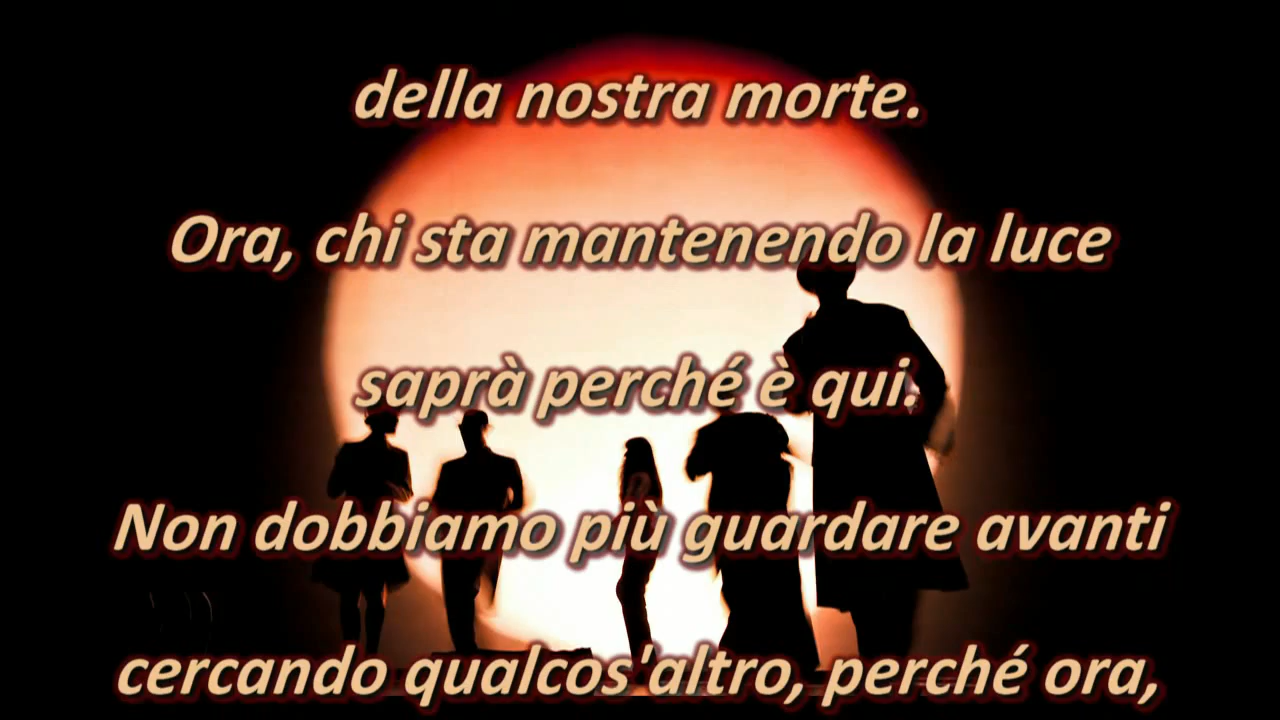 della nostra morte.
Ora, chi sta mantenendo la luce
saprà perché è qui.
Non dobbiamo più guardare avanti
cercando qualcos'altro, perché ora,